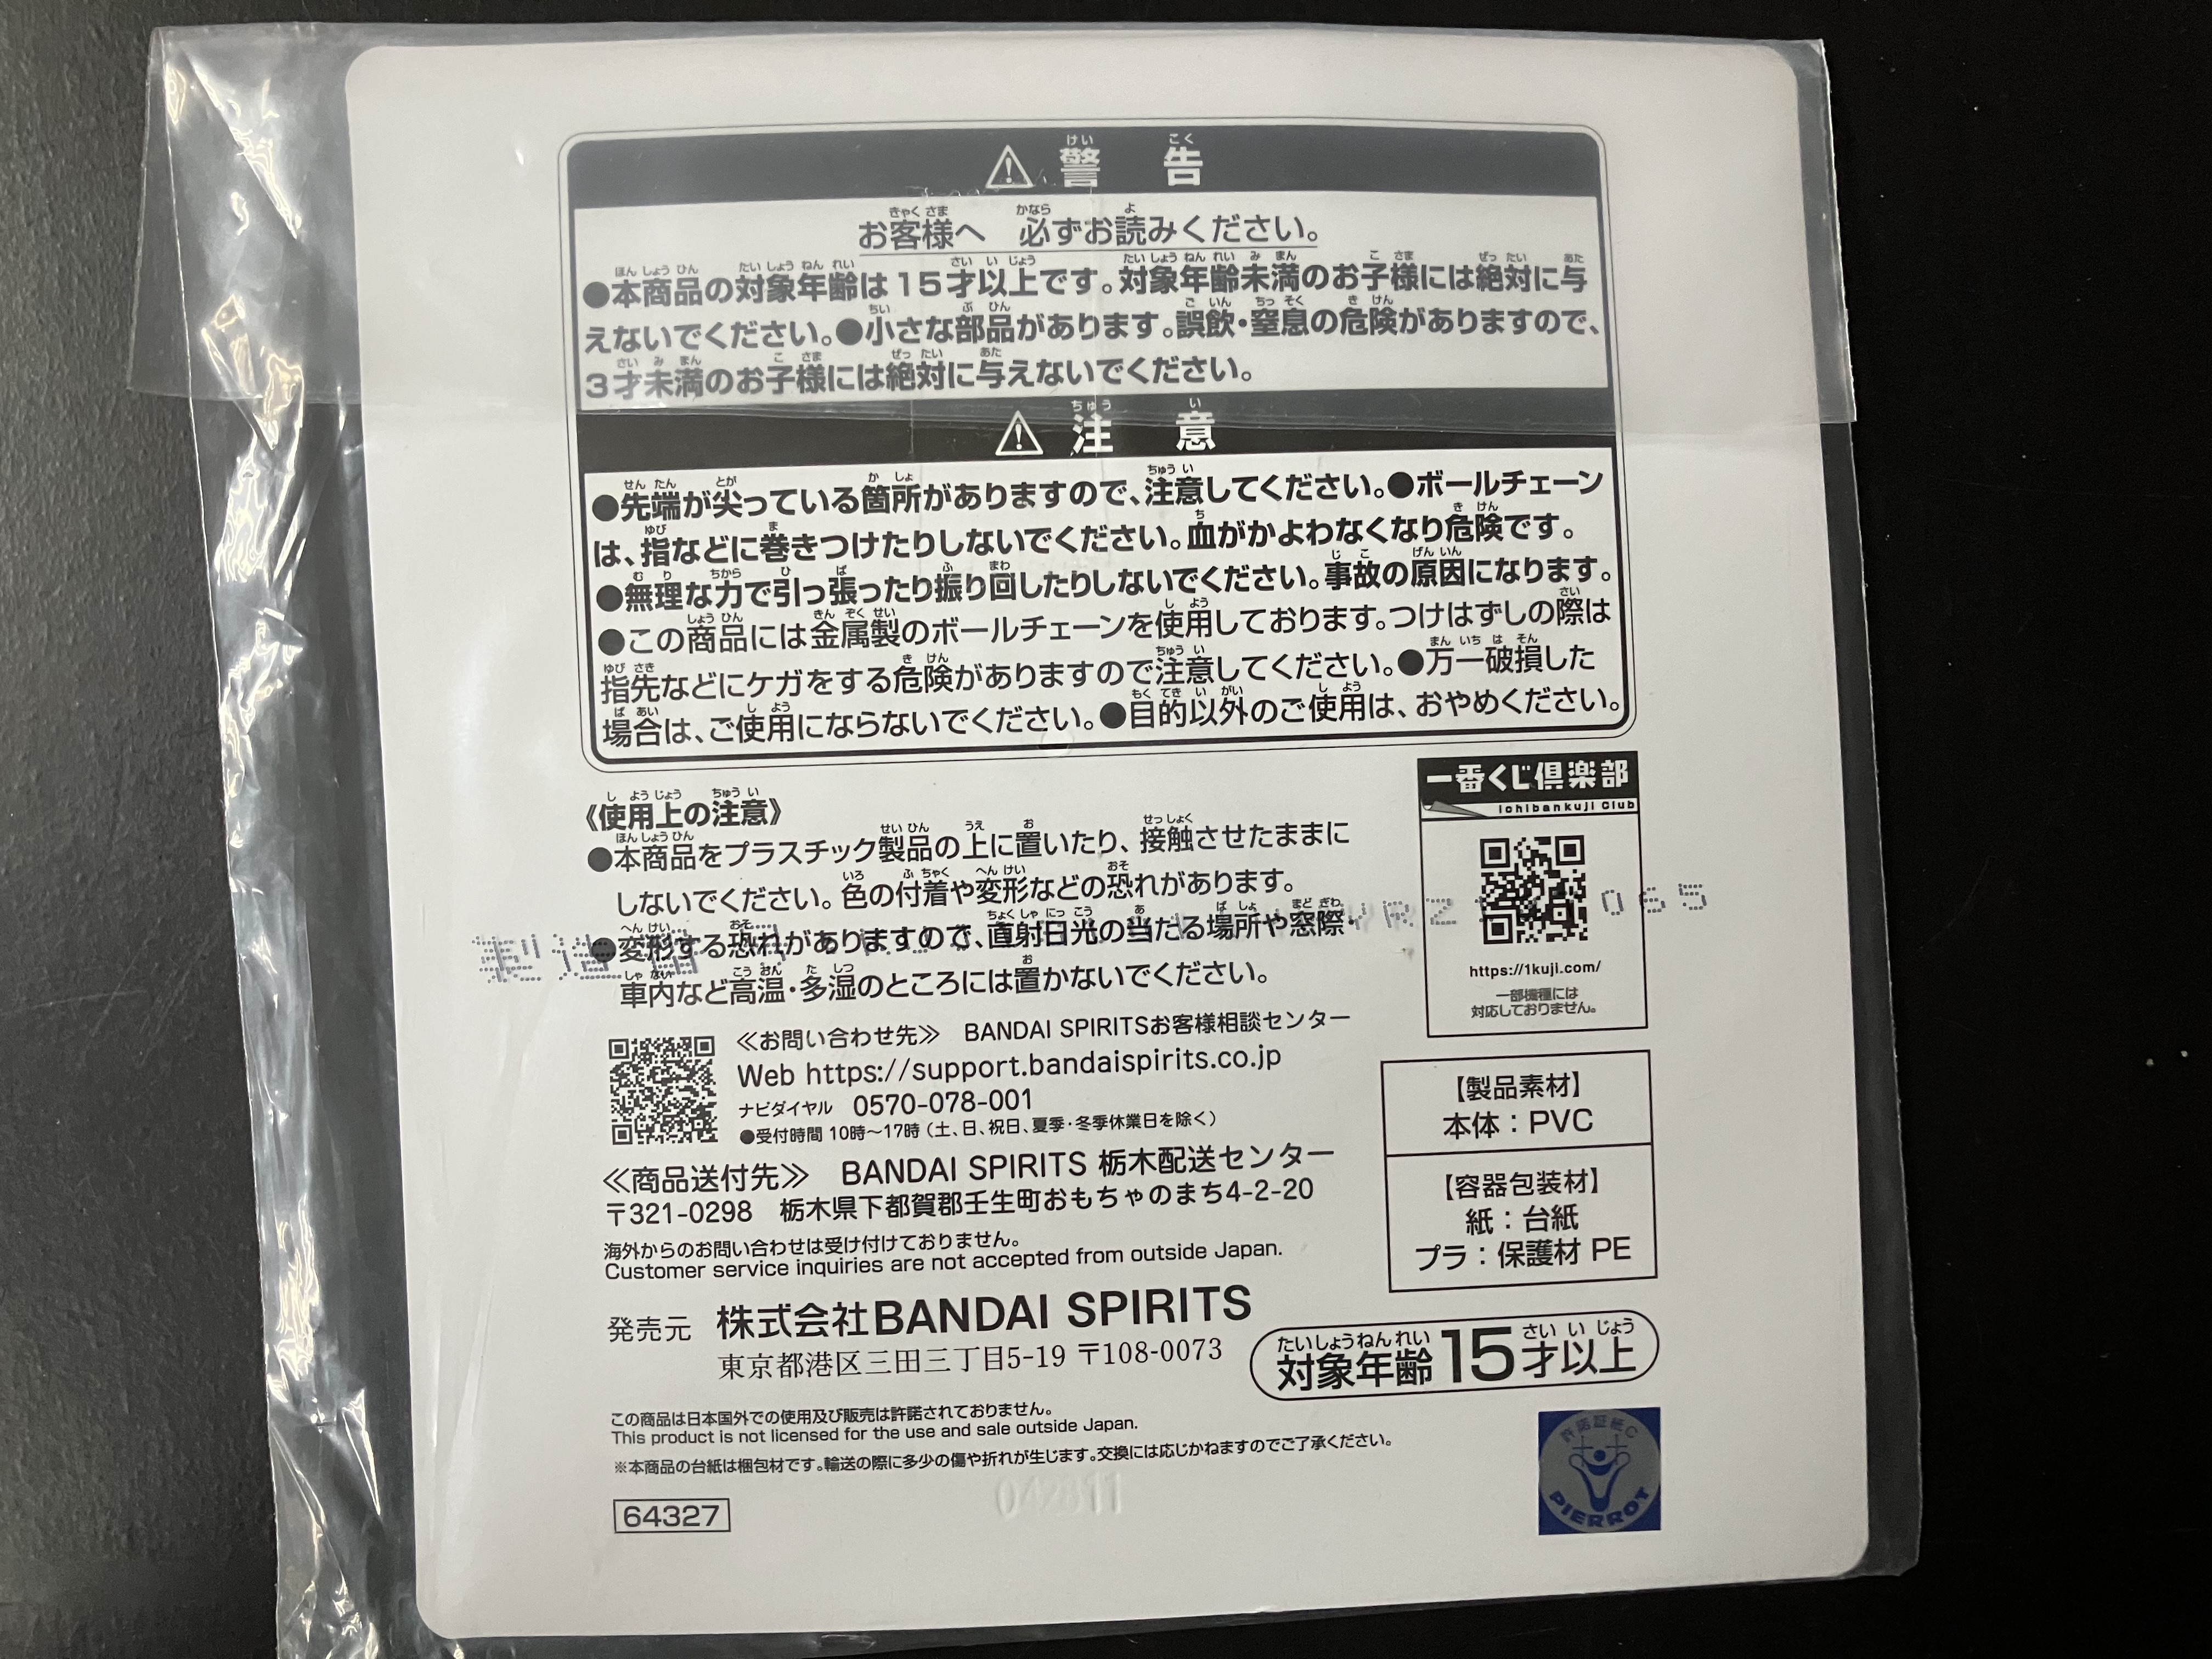 ⚠ 警告
お客様へ 必ずお読みください。
●本商品の対象年齢は15才以上です。対象年齢未満のお子様には絶対に与
えないでください。●小さな部品があります。誤飲・窒息の危険がありますので、
3才未満のお子様には絶対に与えないでください。
⚠ 注意
●先端が尖っている箇所がありますので、注意してください。●ボールチェーン
は、指などに巻きつけたりしないでください。血がかよわなくなり危険です。
●無理な力で引っ張ったり振り回したりしないでください。事故の原因になります。
●この商品には金属製のボールチェーンを使用しております。つけはずしの際は
指先などにケガをする危険がありますので注意してください。●万一破損した
場合は、ご使用にならないでください。●目的以外のご使用は、おやめください。
《使用上の注意》
●本商品をプラスチック製品の上に置いたり、接触させたままに
しないでください。色の付着や変形などの恐れがあります。
●変形する恐れがありますので、直射日光の当たる場所や窓際・
車内など高温・多湿のところには置かないでください。
一番くじ倶楽部
Ichibankuji Club
https://1kuji.com/
一部機種には
対応しておりません。
065
≪お問い合わせ先≫ BANDAI SPIRITSお客様相談センター
Web https://support.bandaispirits.co.jp
ナビダイヤル 0570-078-001
●受付時間 10時～17時（土、日、祝日、夏季・冬季休業日を除く）
≪商品送付先≫ BANDAI SPIRITS 栃木配送センター
〒321-0298 栃木県下都賀郡壬生町おもちゃのまち4-2-20
海外からのお問い合わせは受け付けておりません。
Customer service inquiries are not accepted from outside Japan.
【製品素材】
本体：PVC
【容器包装材】
紙：台紙
プラ：保護材 PE
発売元 株式会社BANDAI SPIRITS
東京都港区三田三丁目5-19 〒108-0073
対象年齢15才以上
この商品は日本国外での使用及び販売は許諾されておりません。
This product is not licensed for the use and sale outside Japan.
※本商品の台紙は梱包材です。輸送の際に多少の傷や折れが生じます。交換には応じかねますのでご了承ください。
64327
許諾証紙C
PIERROT